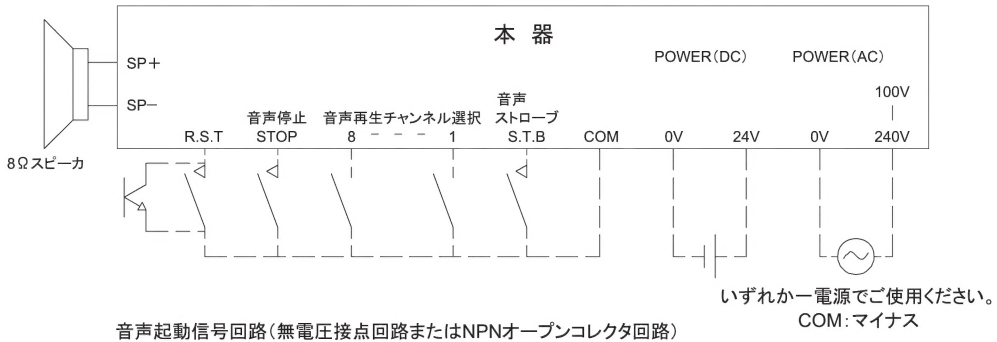 本 器
POWER(DC)
POWER(AC)
SP+
100V
SP−
音声
音声停止
音声再生チャンネル選択
ストローブ
R.S.T
STOP
8
1
S.T.B
COM
0V
24V
0V
240V
8Ωスピーカ
いずれか一電源でご使用ください。
COM:マイナス
音声起動信号回路(無電圧接点回路またはNPNオープンコレクタ回路)